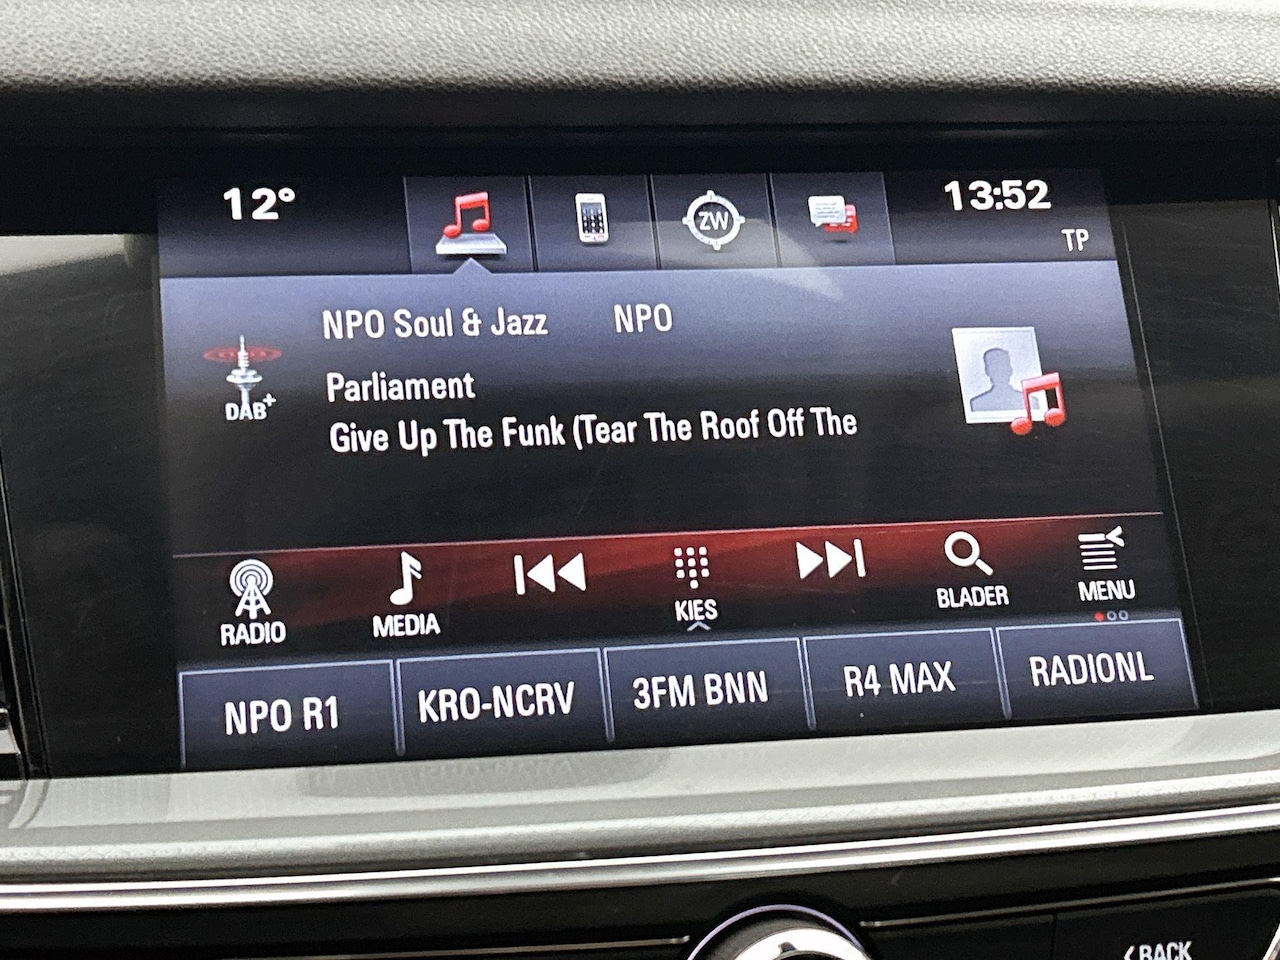 12°
ZW
13:52
TP
NPO Soul & Jazz NPO
DAB+
Parliament
Give Up The Funk (Tear The Roof Off The
RADIO
MEDIA
KIES
BLADER
MENU
NPO R1
KRO-NCRV
3FM BNN
R4 MAX
RADIONL
BACK